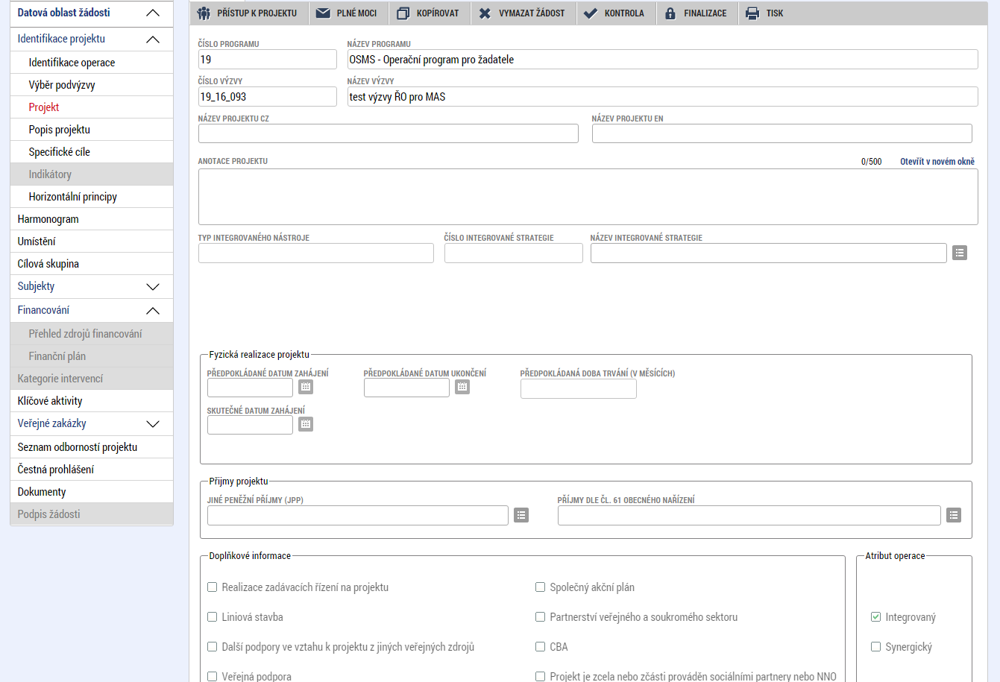 Datová oblast žádosti
Identifikace projektu
Identifikace operace
Výběr podvýzvy
Projekt
Popis projektu
Specifické cíle
Indikátory
Horizontální principy
Harmonogram
Umístění
Cílová skupina
Subjekty
Financování
Přehled zdrojů financování
Finanční plán
Kategorie intervencí
Klíčové aktivity
Veřejné zakázky
Seznam odborností projektu
Čestná prohlášení
Dokumenty
Podpis žádosti
PŘÍSTUP K PROJEKTU PLNÉ MOCI KOPÍROVAT VYMAZAT ŽÁDOST KONTROLA FINALIZACE TISK
ČÍSLO PROGRAMU NÁZEV PROGRAMU
19 OSMS - Operační program pro žadatele
ČÍSLO VÝZVY NÁZEV VÝZVY
19_16_093 test výzvy ŘO pro MAS
NÁZEV PROJEKTU CZ NÁZEV PROJEKTU EN
ANOTACE PROJEKTU 0/500 Otevřít v novém okně
TYP INTEGROVANÉHO NÁSTROJE ČÍSLO INTEGROVANÉ STRATEGIE NÁZEV INTEGROVANÉ STRATEGIE
Fyzická realizace projektu
PŘEDPOKLÁDANÉ DATUM ZAHÁJENÍ PŘEDPOKLÁDANÉ DATUM UKONČENÍ PŘEDPOKLÁDANÁ DOBA TRVÁNÍ (V MĚSÍCÍCH)
SKUTEČNÉ DATUM ZAHÁJENÍ
Příjmy projektu
JINÉ PENĚŽNÍ PŘÍJMY (JPP) PŘÍJMY DLE ČL. 61 OBECNÉHO NAŘÍZENÍ
Doplňkové informace Atribut operace
Realizace zadávacích řízení na projektu Společný akční plán
Liniová stavba Partnerství veřejného a soukromého sektoru Integrovaný
Další podpory ve vztahu k projektu z jiných veřejných zdrojů CBA Synergický
Veřejná podpora Projekt je zcela nebo zčásti prováděn sociálními partnery nebo NNO